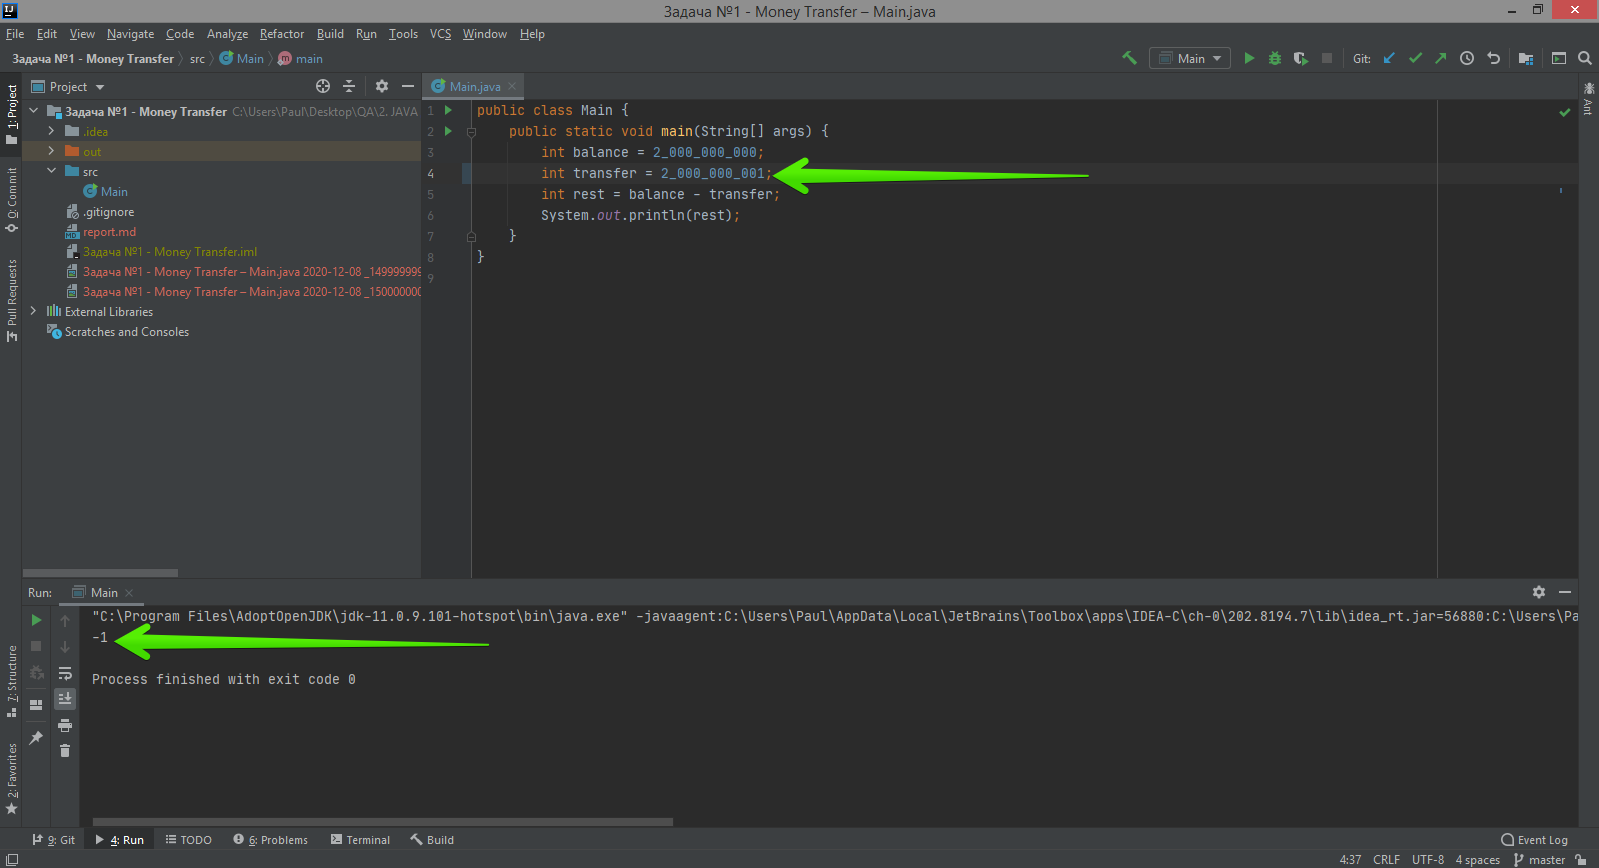 Задача №1 - Money Transfer – Main.java
File Edit View Navigate Code Analyze Refactor Build Run Tools VCS Window Help
Задача №1 - Money Transfer src Main main
Main Git:
Project
Main.java
1: Project
0: Commit
Pull Requests
7: Structure
2: Favorites
Ant
Задача №1 - Money Transfer C:\Users\Paul\Desktop\QA\2. JAVA
.idea
out
src
Main
.gitignore
report.md
Задача №1 - Money Transfer.iml
Задача №1 - Money Transfer – Main.java 2020-12-08 _149999999
Задача №1 - Money Transfer – Main.java 2020-12-08 _150000000
External Libraries
Scratches and Consoles
1 public class Main {
2 public static void main(String[] args) {
3 int balance = 2_000_000_000;
4 int transfer = 2_000_000_001;
5 int rest = balance - transfer;
6 System.out.println(rest);
7 }
8 }
9
Run: Main
"C:\Program Files\AdoptOpenJDK\jdk-11.0.9.101-hotspot\bin\java.exe" -javaagent:C:\Users\Paul\AppData\Local\JetBrains\Toolbox\apps\IDEA-C\ch-0\202.8194.7\lib\idea_rt.jar=56880:C:\Users\Pa
-1
Process finished with exit code 0
9: Git 4: Run TODO 6: Problems Terminal Build Event Log
4:37 CRLF UTF-8 4 spaces master